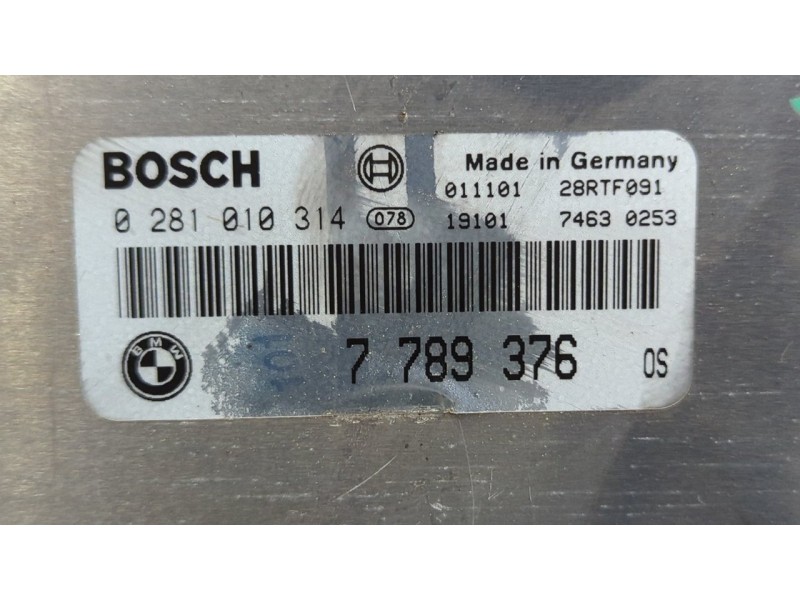 BOSCH Made in Germany
011101 28RTF091
0 281 010 314 078 19101 7463 0253
BMW 7 789 376 OS